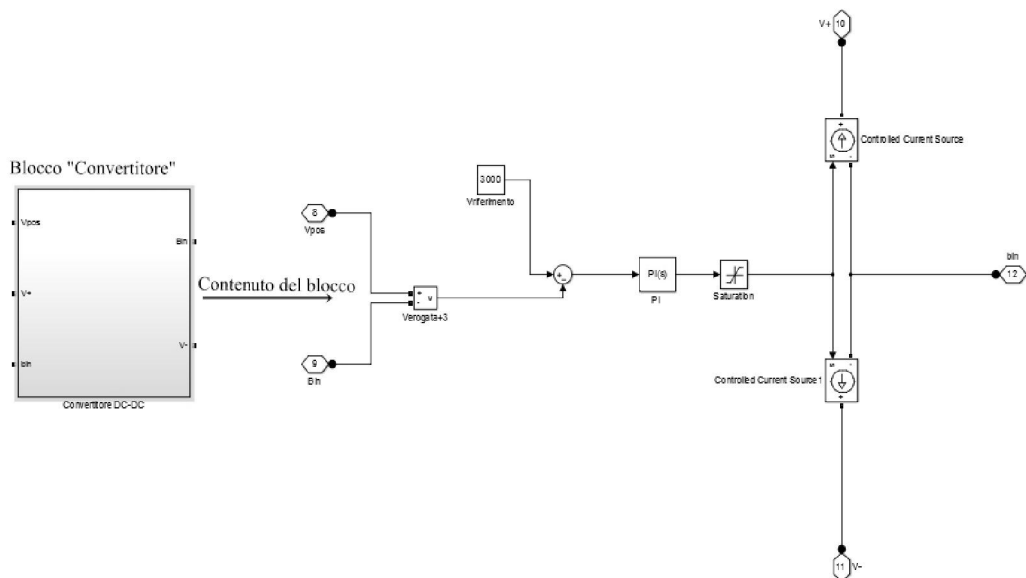 Blocco "Convertitore"
Vpos
V+
bin
Bin
V-
Convertitore DC-DC
Contenuto del blocco
8
Vpos
9
Bin
+
-
v
Verogata+3
3000
Vriferimento
PI(s)
PI
Saturation
V+
10
+
s
-
Controlled Current Source
bin
12
s
-
+
Controlled Current Source1
11
V-